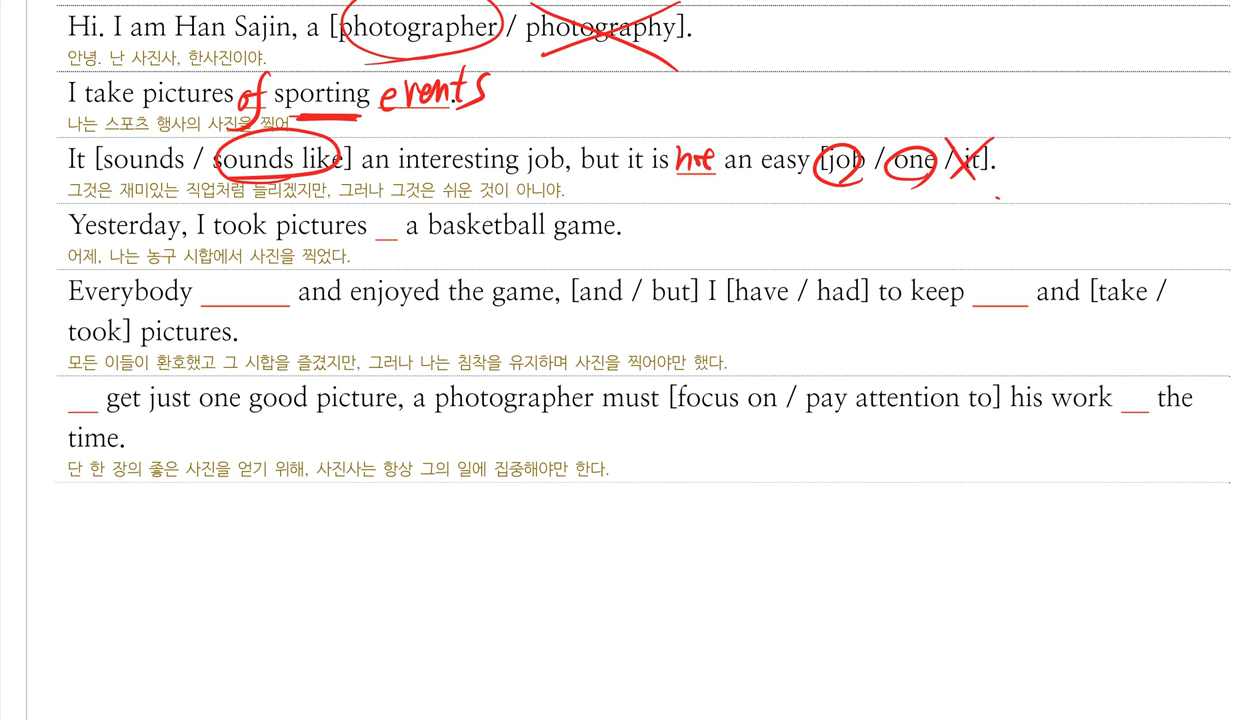 Hi. I am Han Sajin, a [photographer / photography].
안녕. 난 사진사, 한사진이야.
I take pictures of sporting events.
나는 스포츠 행사의 사진을 찍어
It [sounds / sounds like] an interesting job, but it is not an easy [job / one / it].
그것은 재미있는 직업처럼 들리겠지만, 그러나 그것은 쉬운 것이 아니야.
Yesterday, I took pictures __ a basketball game.
어제, 나는 농구 시합에서 사진을 찍었다.
Everybody ______ and enjoyed the game, [and / but] I [have / had] to keep ____ and [take /
took] pictures.
모든 이들이 환호했고 그 시합을 즐겼지만, 그러나 나는 침착을 유지하며 사진을 찍어야만 했다.
__ get just one good picture, a photographer must [focus on / pay attention to] his work __ the
time.
단 한 장의 좋은 사진을 얻기 위해, 사진사는 항상 그의 일에 집중해야만 한다.